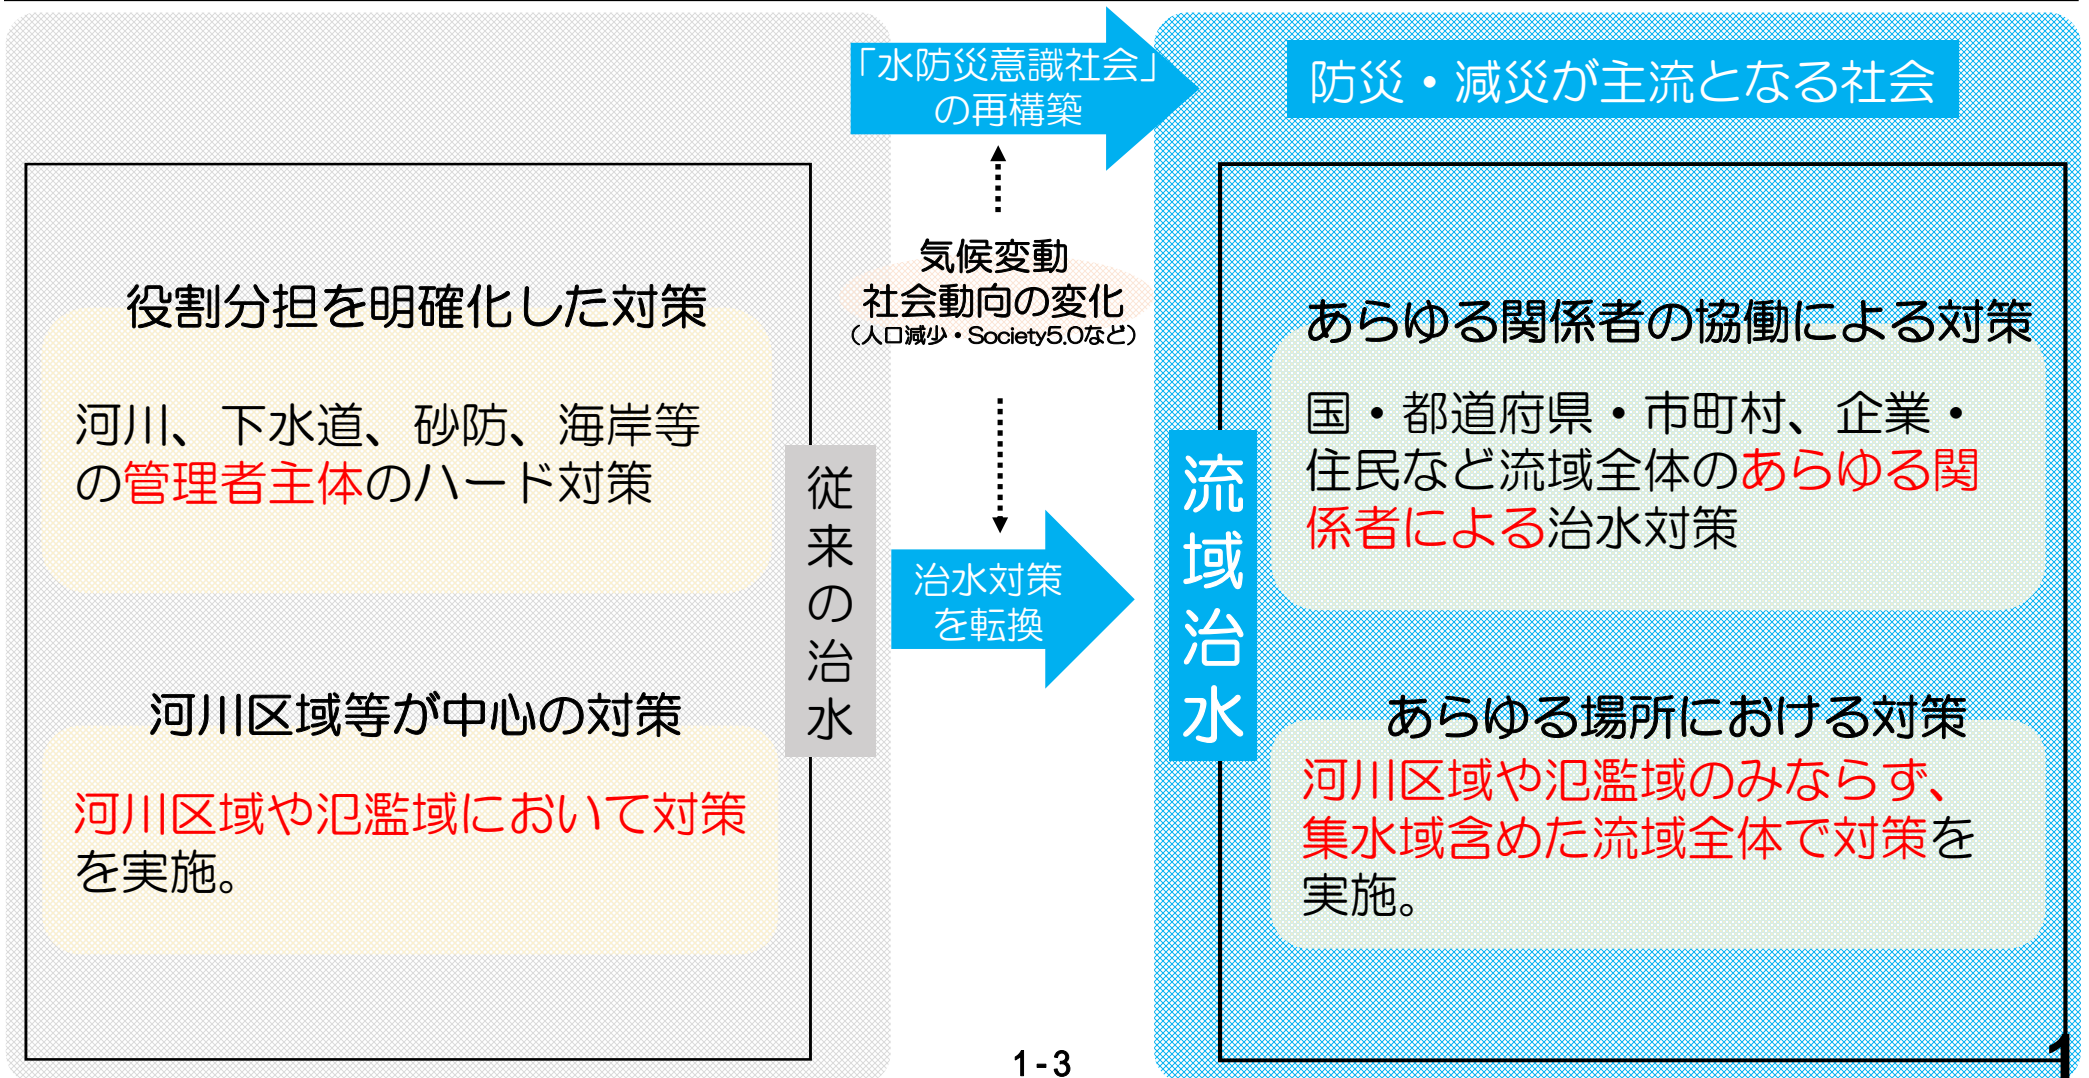 「水防災意識社会」
の再構築
防災・減災が主流となる社会
気候変動
社会動向の変化
（人口減少・Society5.0など）
役割分担を明確化した対策
河川、下水道、砂防、海岸等
の管理者主体のハード対策
河川区域等が中心の対策
河川区域や氾濫域において対策
を実施。
従来の治水
治水対策
を転換
流域治水
あらゆる関係者の協働による対策
国・都道府県・市町村、企業・
住民など流域全体のあらゆる関
係者による治水対策
あらゆる場所における対策
河川区域や氾濫域のみならず、
集水域含めた流域全体で対策を
実施。
1-3
1